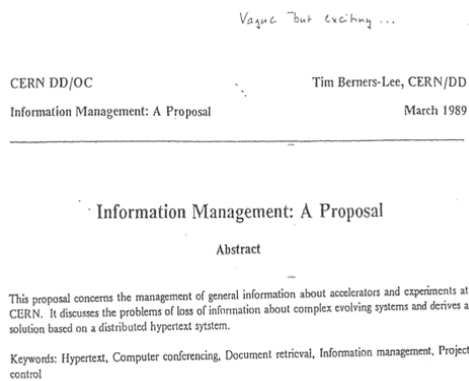 Vague but exciting ...
CERN DD/OC Tim Berners-Lee, CERN/DD
Information Management: A Proposal March 1989
Information Management: A Proposal
Abstract
This proposal concerns the management of general information about accelerators and experiments at
CERN. It discusses the problems of loss of information about complex evolving systems and derives a
solution based on a distributed hypertext sytstem.
Keywords: Hypertext, Computer conferencing, Document retrieval, Information management, Project
control